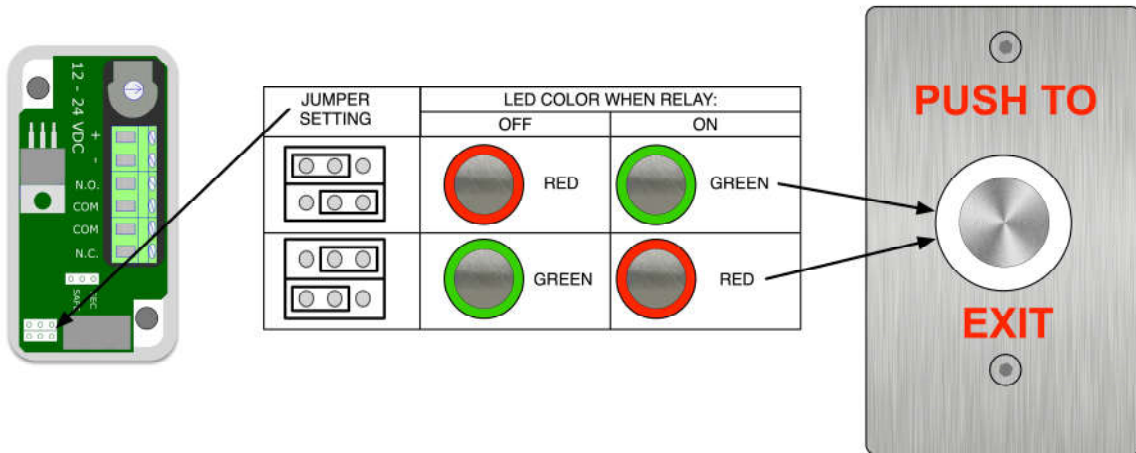 12 - 24 VDC
+
-
N.O.
COM
COM
N.C.
JUMPER
SETTING
LED COLOR WHEN RELAY:
OFF
ON
RED
GREEN
GREEN
RED
PUSH TO
EXIT